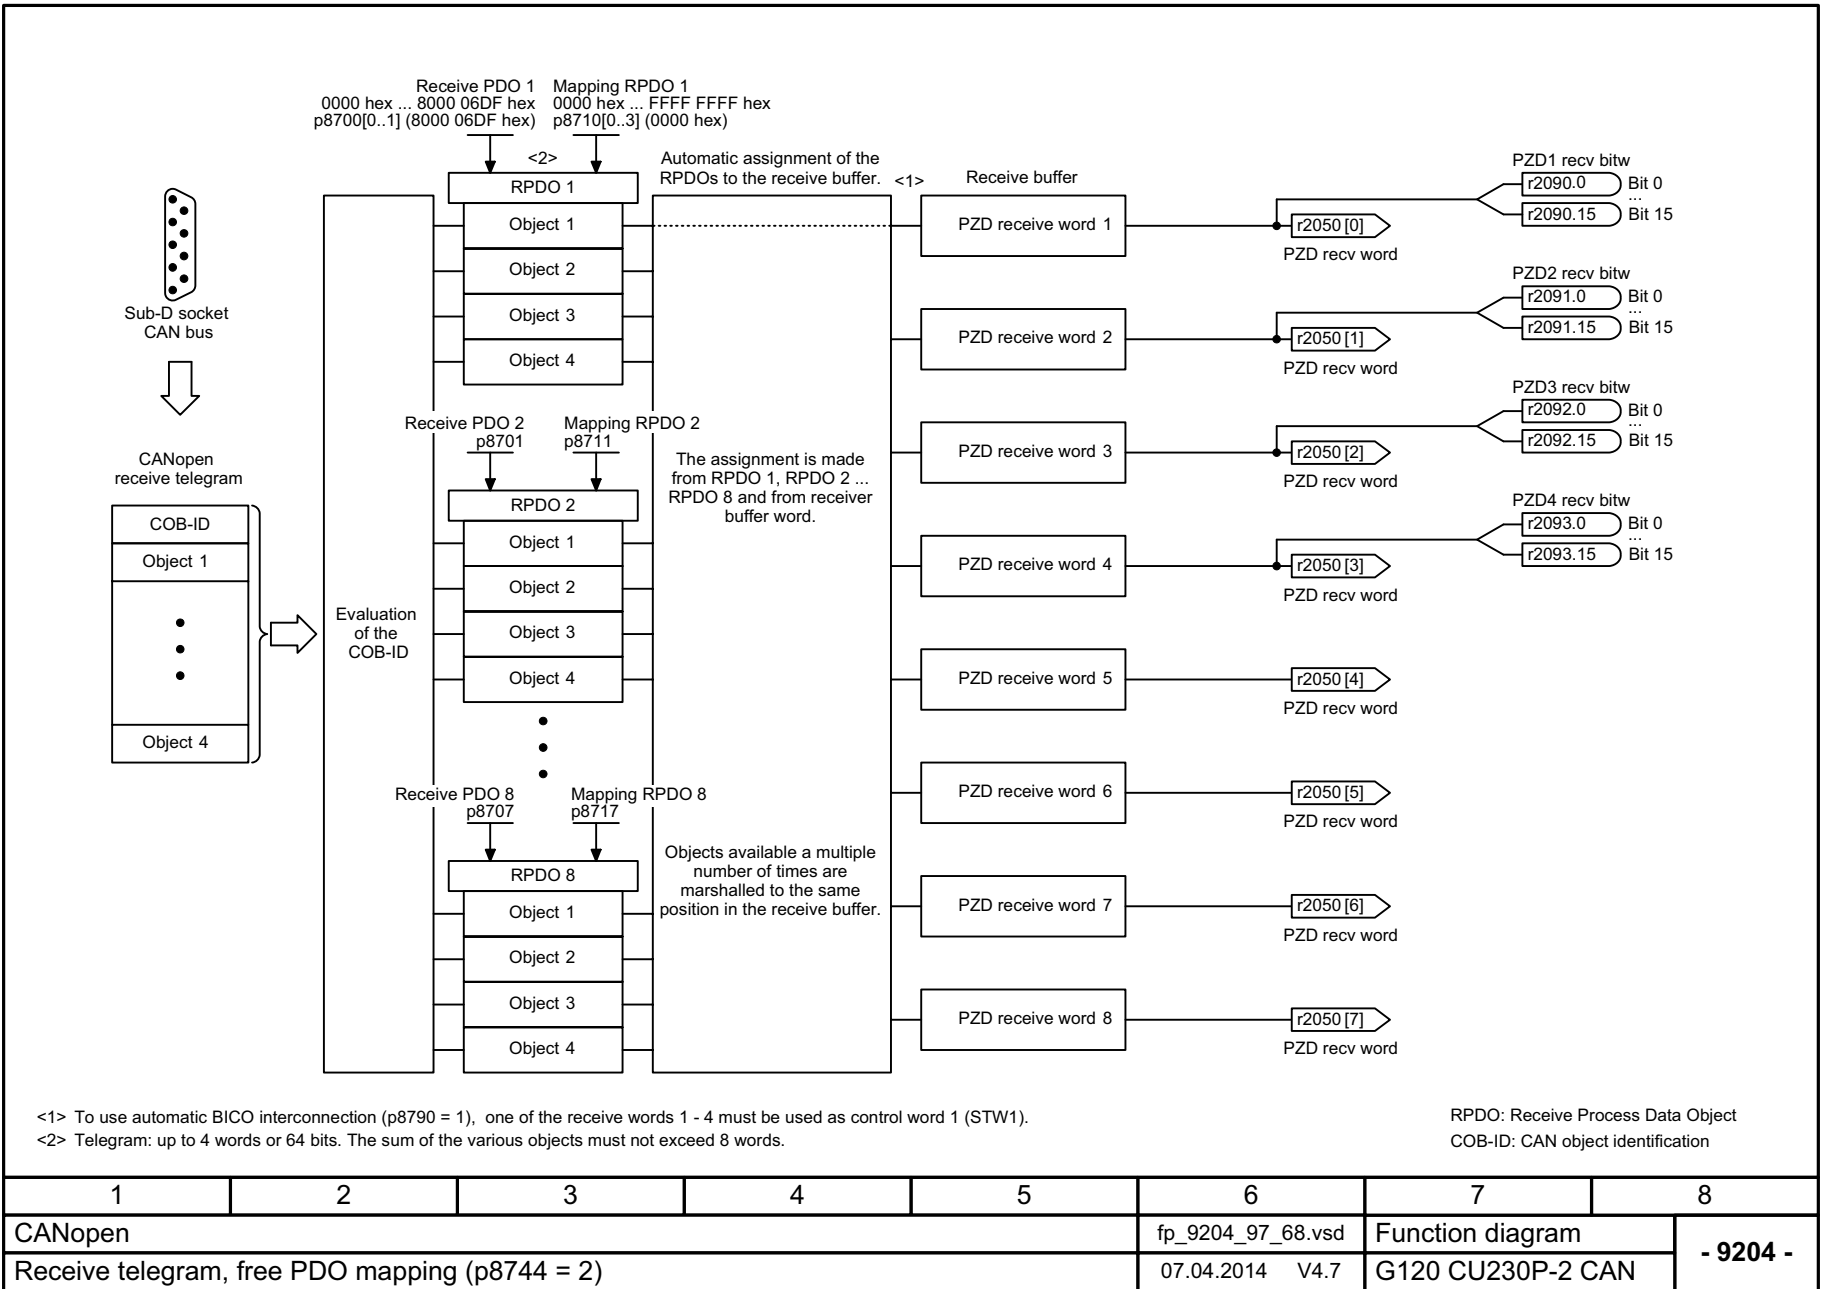 Receive PDO 1
0000 hex ... 8000 06DF hex
p8700[0..1] (8000 06DF hex)
Mapping RPDO 1
0000 hex ... FFFF FFFF hex
p8710[0..3] (0000 hex)
<2>
RPDO 1
Object 1
Object 2
Object 3
Object 4
Automatic assignment of the
RPDOs to the receive buffer.
<1>
Receive buffer
Sub-D socket
CAN bus
CANopen
receive telegram
COB-ID
Object 1
Object 4
Evaluation
of the
COB-ID
Receive PDO 2
p8701
Mapping RPDO 2
p8711
RPDO 2
Object 1
Object 2
Object 3
Object 4
The assignment is made
from RPDO 1, RPDO 2 ...
RPDO 8 and from receiver
buffer word.
Receive PDO 8
p8707
Mapping RPDO 8
p8717
RPDO 8
Object 1
Object 2
Object 3
Object 4
Objects available a multiple
number of times are
marshalled to the same
position in the receive buffer.
PZD receive word 1
r2050 [0]
PZD recv word
PZD1 recv bitw
r2090.0 Bit 0
...
r2090.15 Bit 15
PZD receive word 2
r2050 [1]
PZD recv word
PZD2 recv bitw
r2091.0 Bit 0
...
r2091.15 Bit 15
PZD receive word 3
r2050 [2]
PZD recv word
PZD3 recv bitw
r2092.0 Bit 0
...
r2092.15 Bit 15
PZD receive word 4
r2050 [3]
PZD recv word
PZD4 recv bitw
r2093.0 Bit 0
...
r2093.15 Bit 15
PZD receive word 5
r2050 [4]
PZD recv word
PZD receive word 6
r2050 [5]
PZD recv word
PZD receive word 7
r2050 [6]
PZD recv word
PZD receive word 8
r2050 [7]
PZD recv word
<1> To use automatic BICO interconnection (p8790 = 1), one of the receive words 1 - 4 must be used as control word 1 (STW1).
<2> Telegram: up to 4 words or 64 bits. The sum of the various objects must not exceed 8 words.
RPDO: Receive Process Data Object
COB-ID: CAN object identification
1 2 3 4 5 6 7 8
CANopen
Receive telegram, free PDO mapping (p8744 = 2)
fp_9204_97_68.vsd
07.04.2014 V4.7
Function diagram
G120 CU230P-2 CAN
- 9204 -